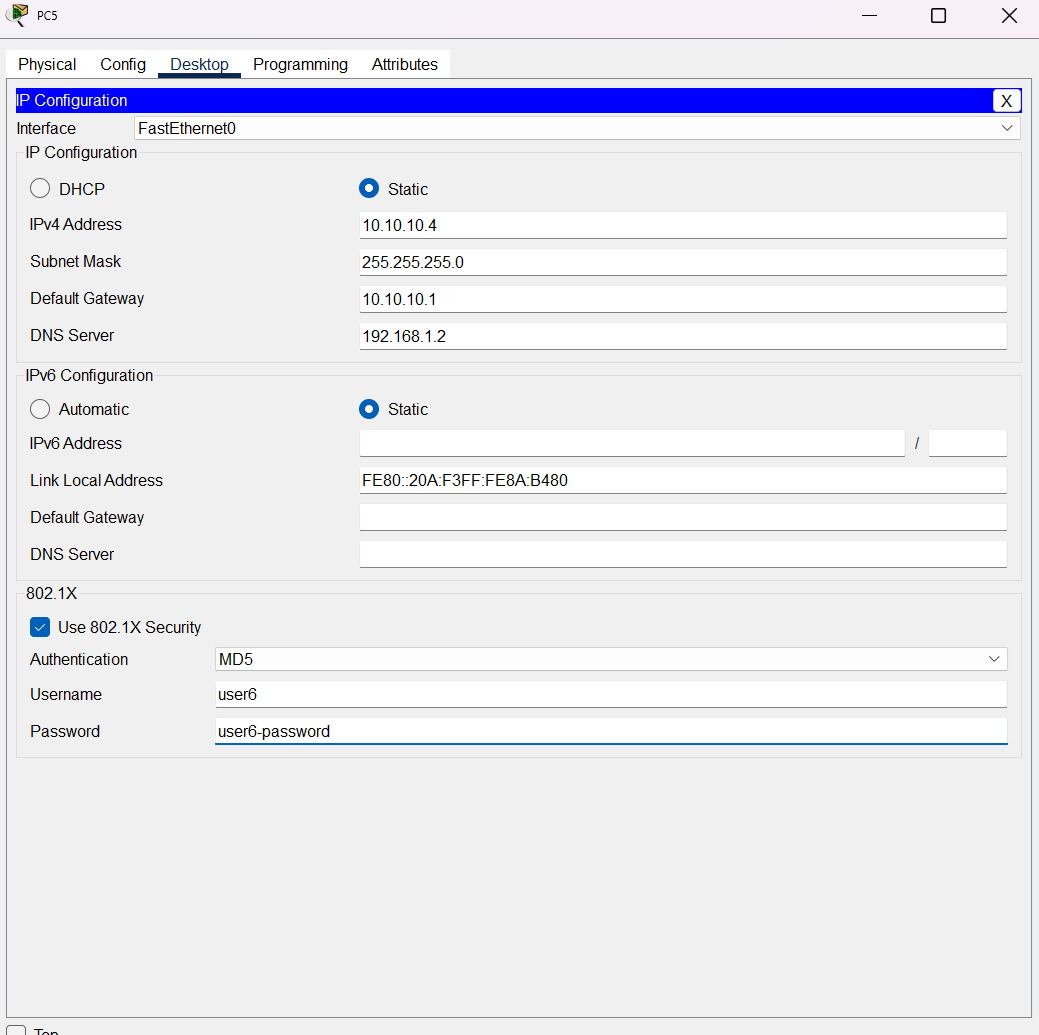 PC5
Physical Config Desktop Programming Attributes
IP Configuration X
Interface FastEthernet0
IP Configuration
DHCP Static
IPv4 Address 10.10.10.4
Subnet Mask 255.255.255.0
Default Gateway 10.10.10.1
DNS Server 192.168.1.2
IPv6 Configuration
Automatic Static
IPv6 Address /
Link Local Address FE80::20A:F3FF:FE8A:B480
Default Gateway
DNS Server
802.1X
Use 802.1X Security
Authentication MD5
Username user6
Password user6-password
Top